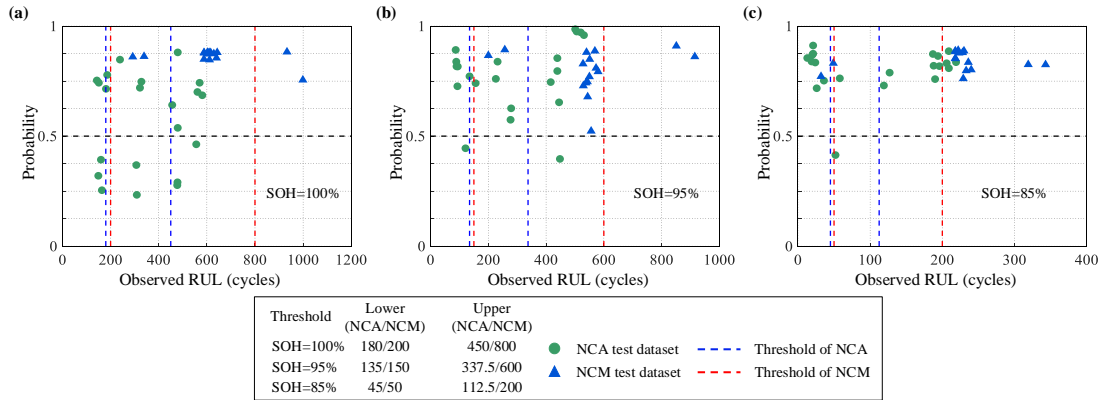 (a)
(b)
(c)
1
0.5
0
Probability
SOH=100%
0 200 400 600 800 1000 1200
Observed RUL (cycles)
1
0.5
0
Probability
SOH=95%
0 200 400 600 800 1000
Observed RUL (cycles)
1
0.5
0
Probability
SOH=85%
0 100 200 300 400
Observed RUL (cycles)
Threshold Lower (NCA/NCM) Upper (NCA/NCM)
SOH=100% 180/200 450/800
SOH=95% 135/150 337.5/600
SOH=85% 45/50 112.5/200
NCA test dataset
NCM test dataset
Threshold of NCA
Threshold of NCM